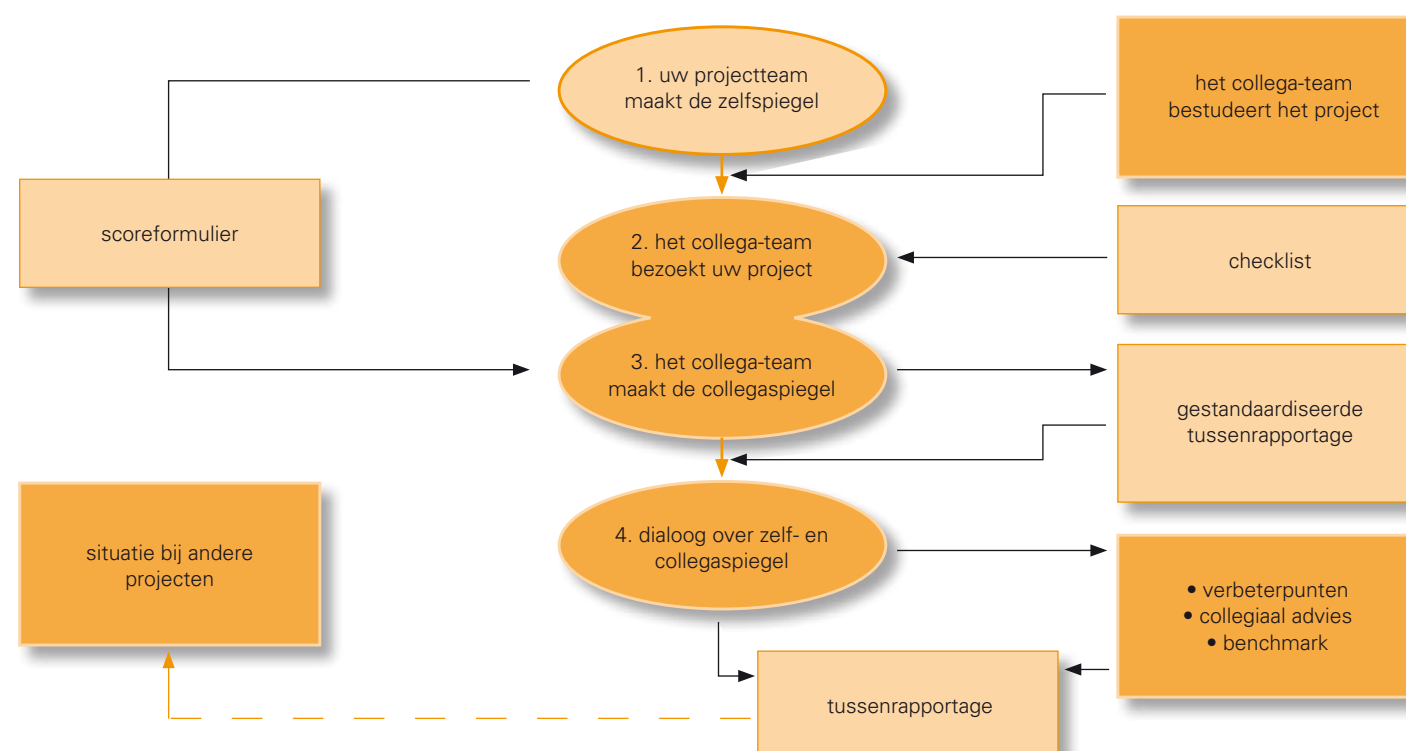 1. uw projectteam
maakt de zelfspiegel
het collega-team
bestudeert het project
scoreformulier
2. het collega-team
bezoekt uw project
checklist
3. het collega-team
maakt de collegaspiegel
gestandaardiseerde
tussenrapportage
situatie bij andere
projecten
4. dialoog over zelf- en
collegaspiegel
• verbeterpunten
• collegiaal advies
• benchmark
tussenrapportage